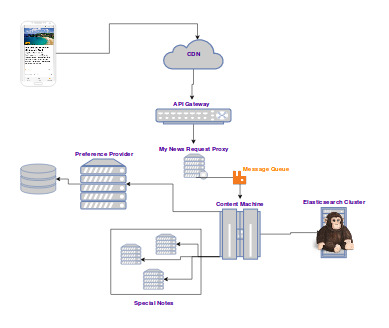 CDN
API Gateway
My News Request Proxy
Message Queue
Preference Provider
Content Machine
Elasticsearch Cluster
Special Notes